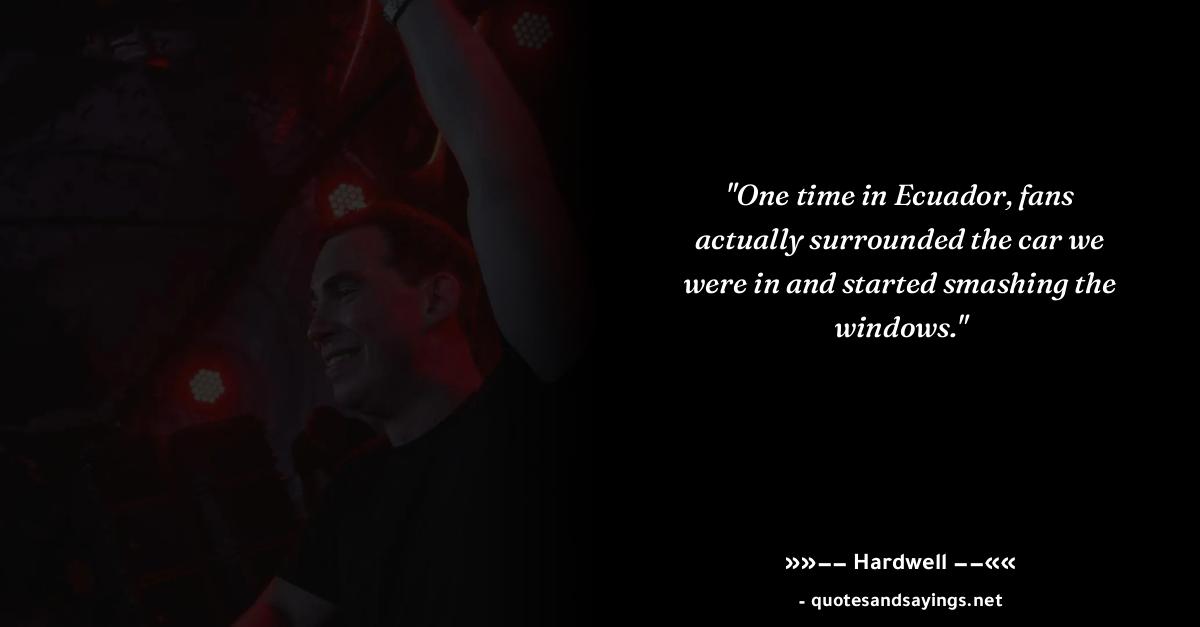 "One time in Ecuador, fans
actually surrounded the car we
were in and started smashing the
windows."
»»−− Hardwell −−««
- quotesandsayings.net